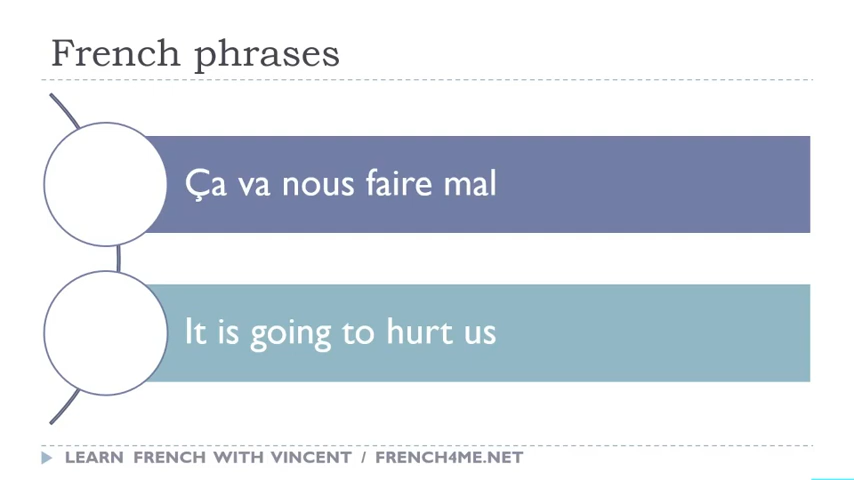 French phrases
Ça va nous faire mal
It is going to hurt us
LEARN FRENCH WITH VINCENT / FRENCH4ME.NET